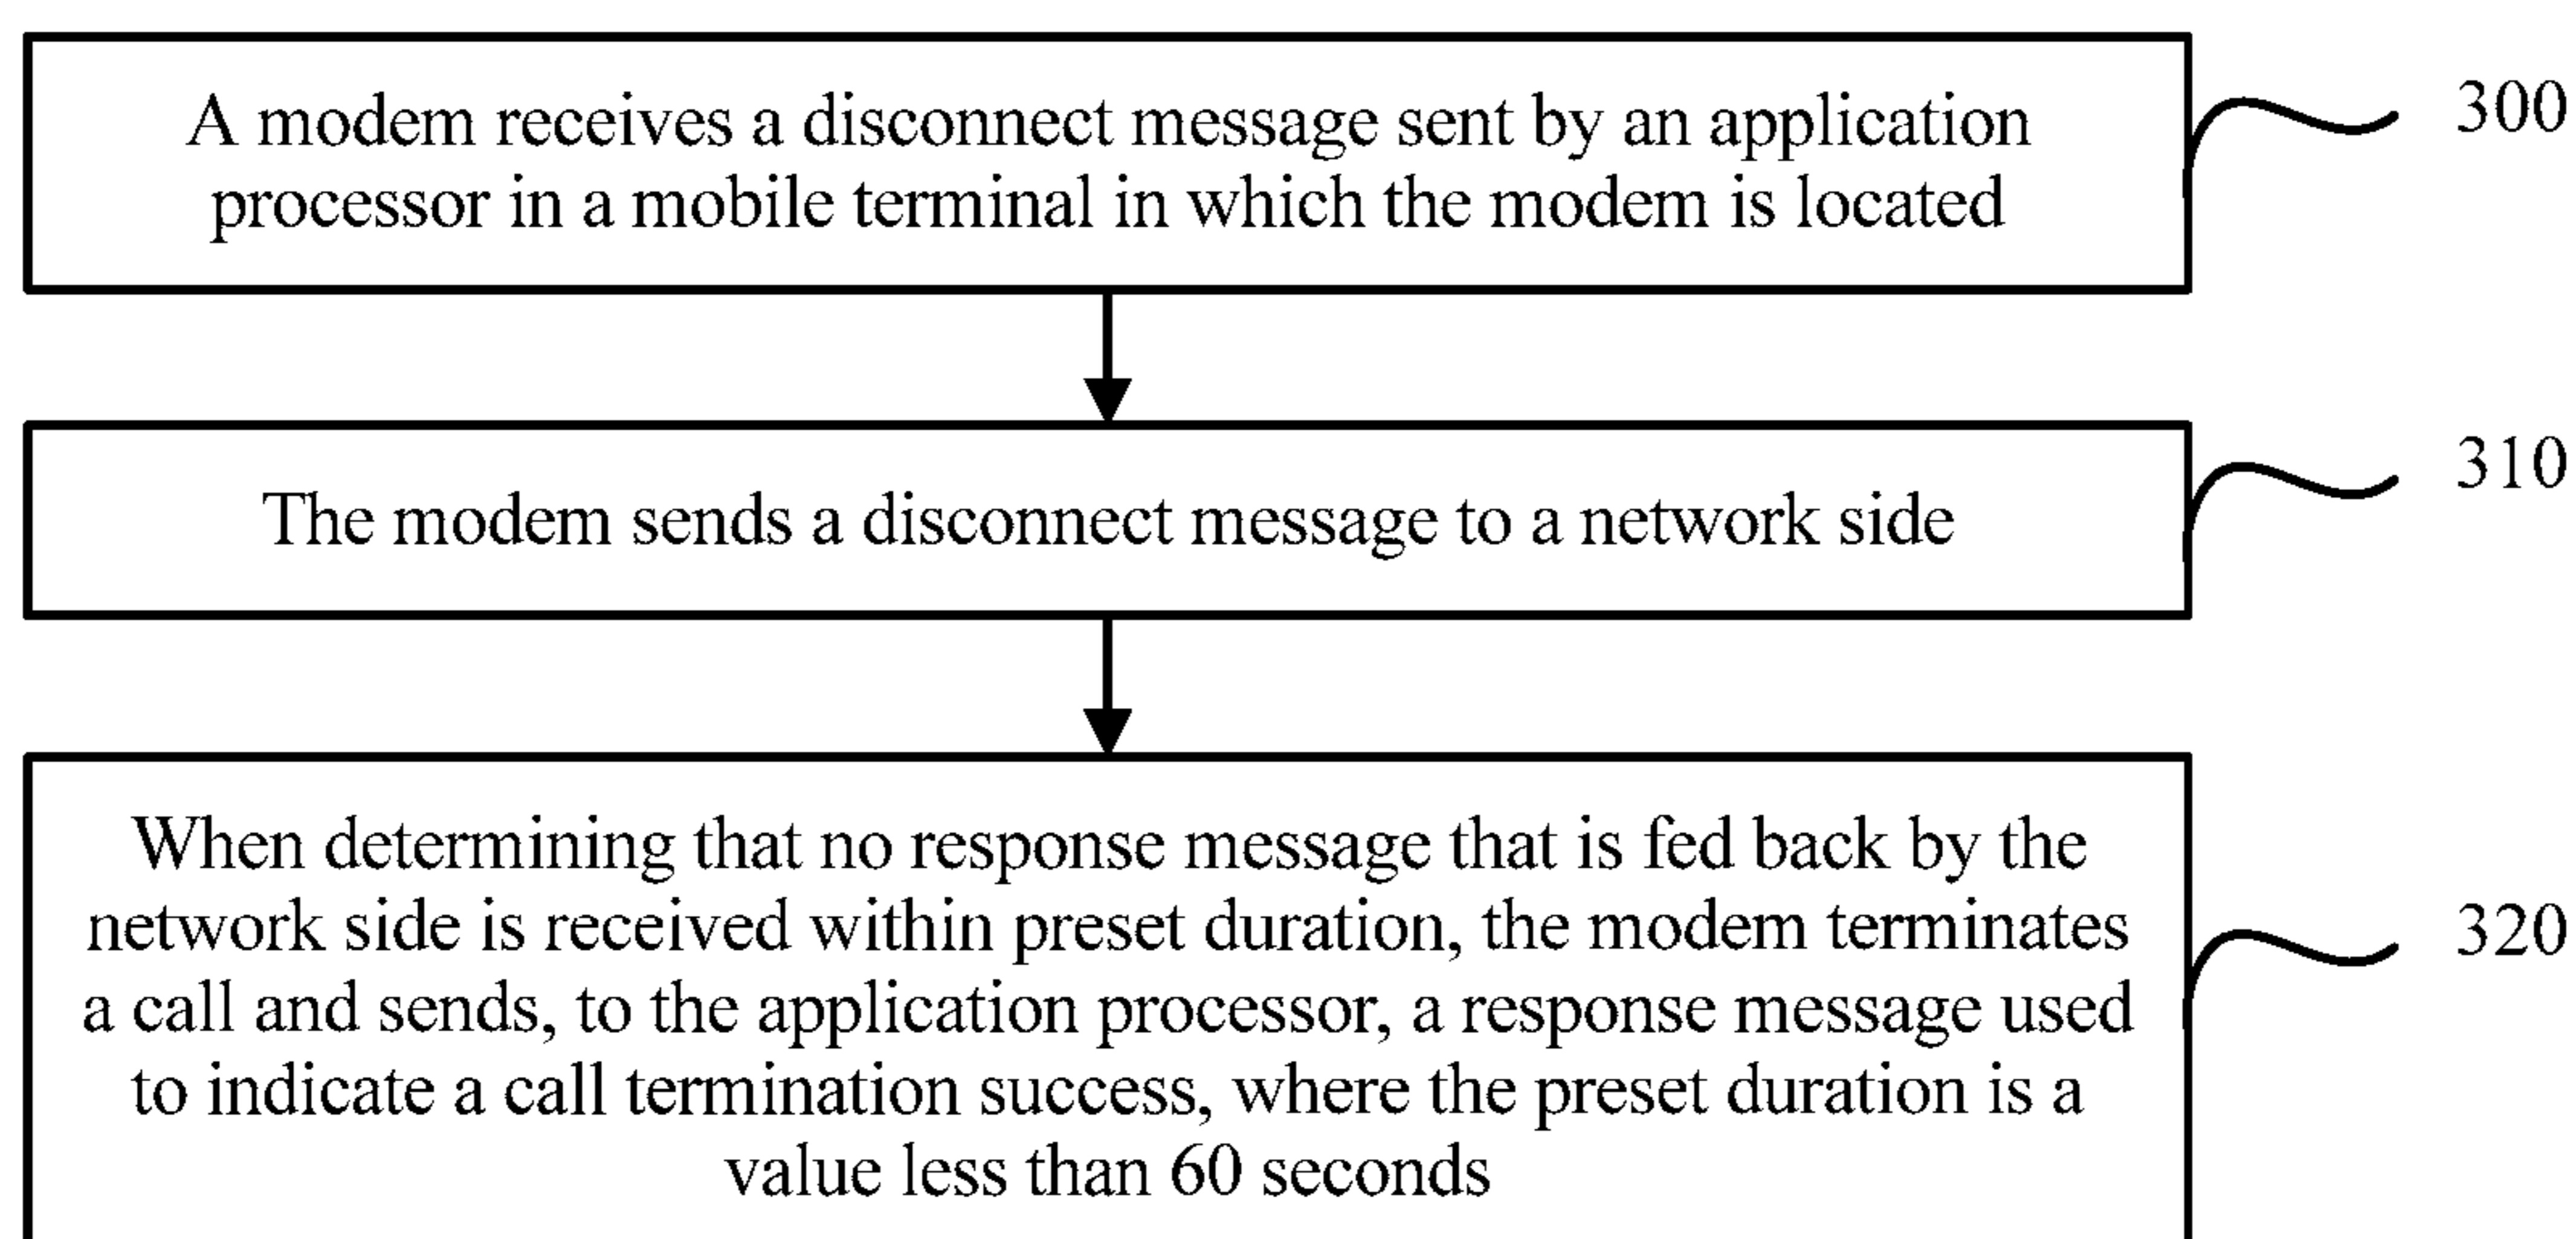 A modem receives a disconnect message sent by an application
processor in a mobile terminal in which the modem is located
300
The modem sends a disconnect message to a network side
310
When determining that no response message that is fed back by the
network side is received within preset duration, the modem terminates
a call and sends, to the application processor, a response message used
to indicate a call termination success, where the preset duration is a
value less than 60 seconds
320